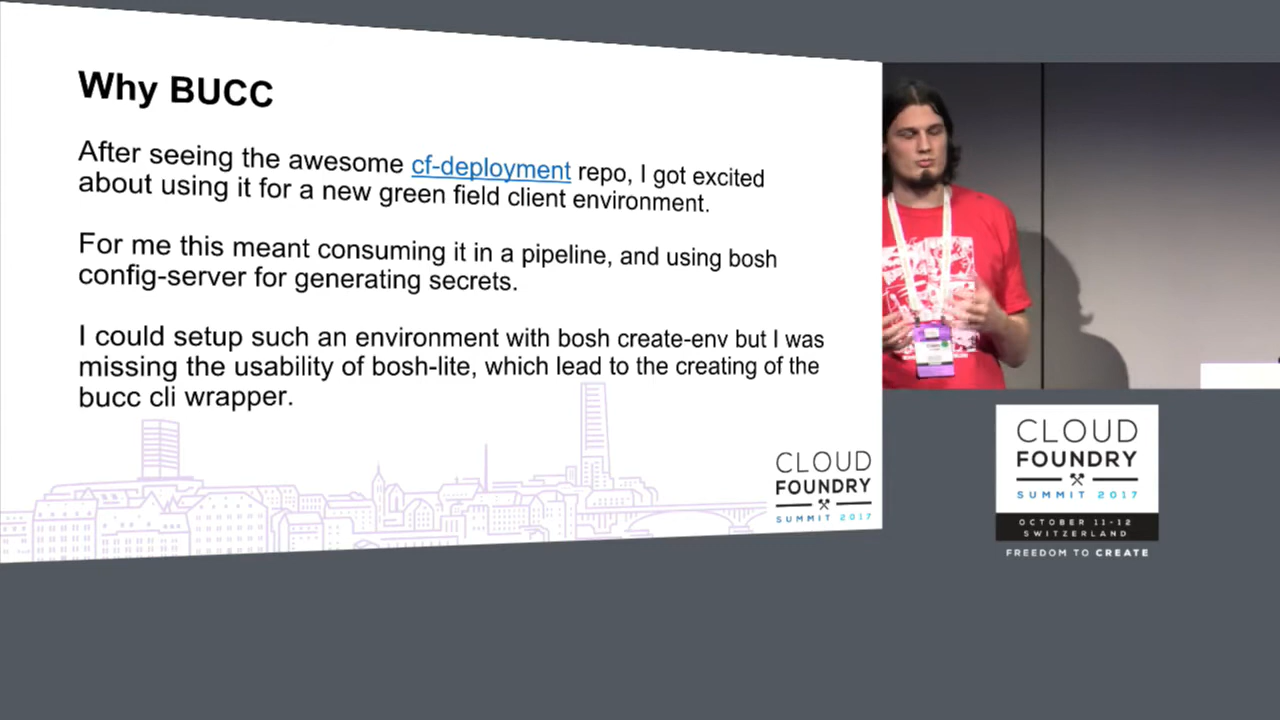 Why BUCC
After seeing the awesome cf-deployment repo, I got excited
about using it for a new green field client environment.
For me this meant consuming it in a pipeline, and using bosh
config-server for generating secrets.
I could setup such an environment with bosh create-env but I was
missing the usability of bosh-lite, which lead to the creating of the
bucc cli wrapper.
CLOUD
FOUNDRY
SUMMIT 2017
CLOUD
FOUNDRY
SUMMIT 2017
OCTOBER 11-12
SWITZERLAND
FREEDOM TO CREATE